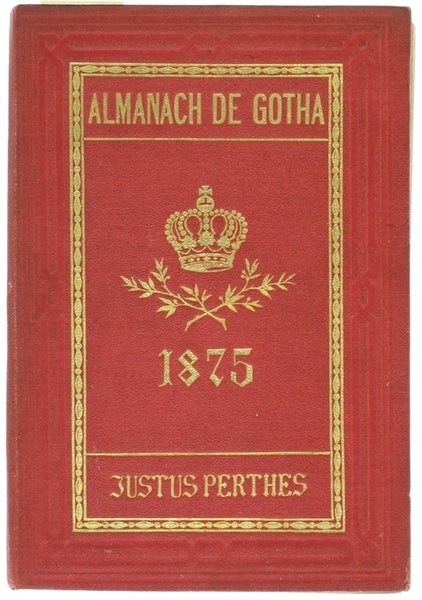 ALMANACH DE GOTHA
1875
JUSTUS PERTHES